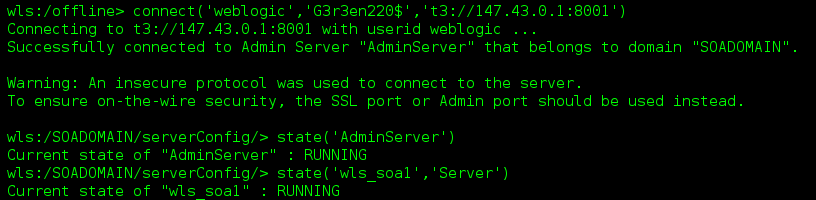 wls:/offline> connect('weblogic','G3r3en220$','t3://147.43.0.1:8001')
Connecting to t3://147.43.0.1:8001 with userid weblogic ...
Successfully connected to Admin Server "AdminServer" that belongs to domain "SOADOMAIN".
Warning: An insecure protocol was used to connect to the server.
To ensure on-the-wire security, the SSL port or Admin port should be used instead.
wls:/SOADOMAIN/serverConfig/> state('AdminServer')
Current state of "AdminServer" : RUNNING
wls:/SOADOMAIN/serverConfig/> state('wls_soa1','Server')
Current state of "wls_soa1" : RUNNING